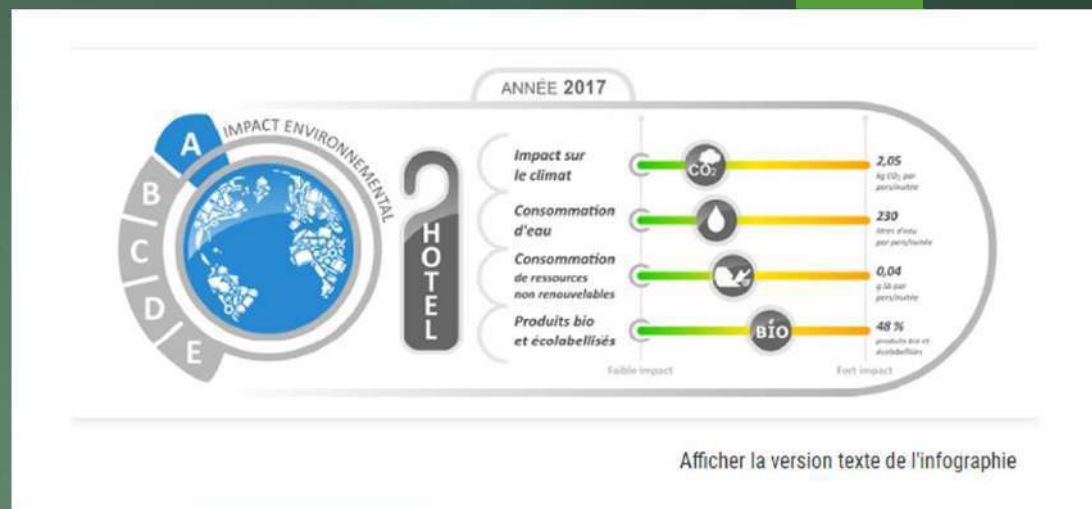 ANNÉE 2017
IMPACT ENVIRONNEMENTAL
A
B
C
D
E
HOTEL
Impact sur
le climat
CO₂
2,05
kg CO₂ par
pers/nuitée
Consommation
d'eau
230
litres d'eau
par pers/nuitée
Consommation
de ressources
non renouvelables
0,04
g Sb par
pers/nuitée
Produits bio
et écolabellisés
BIO
48 %
produits bio et
écolabellisés
Faible impact
Fort impact
Afficher la version texte de l'infographie